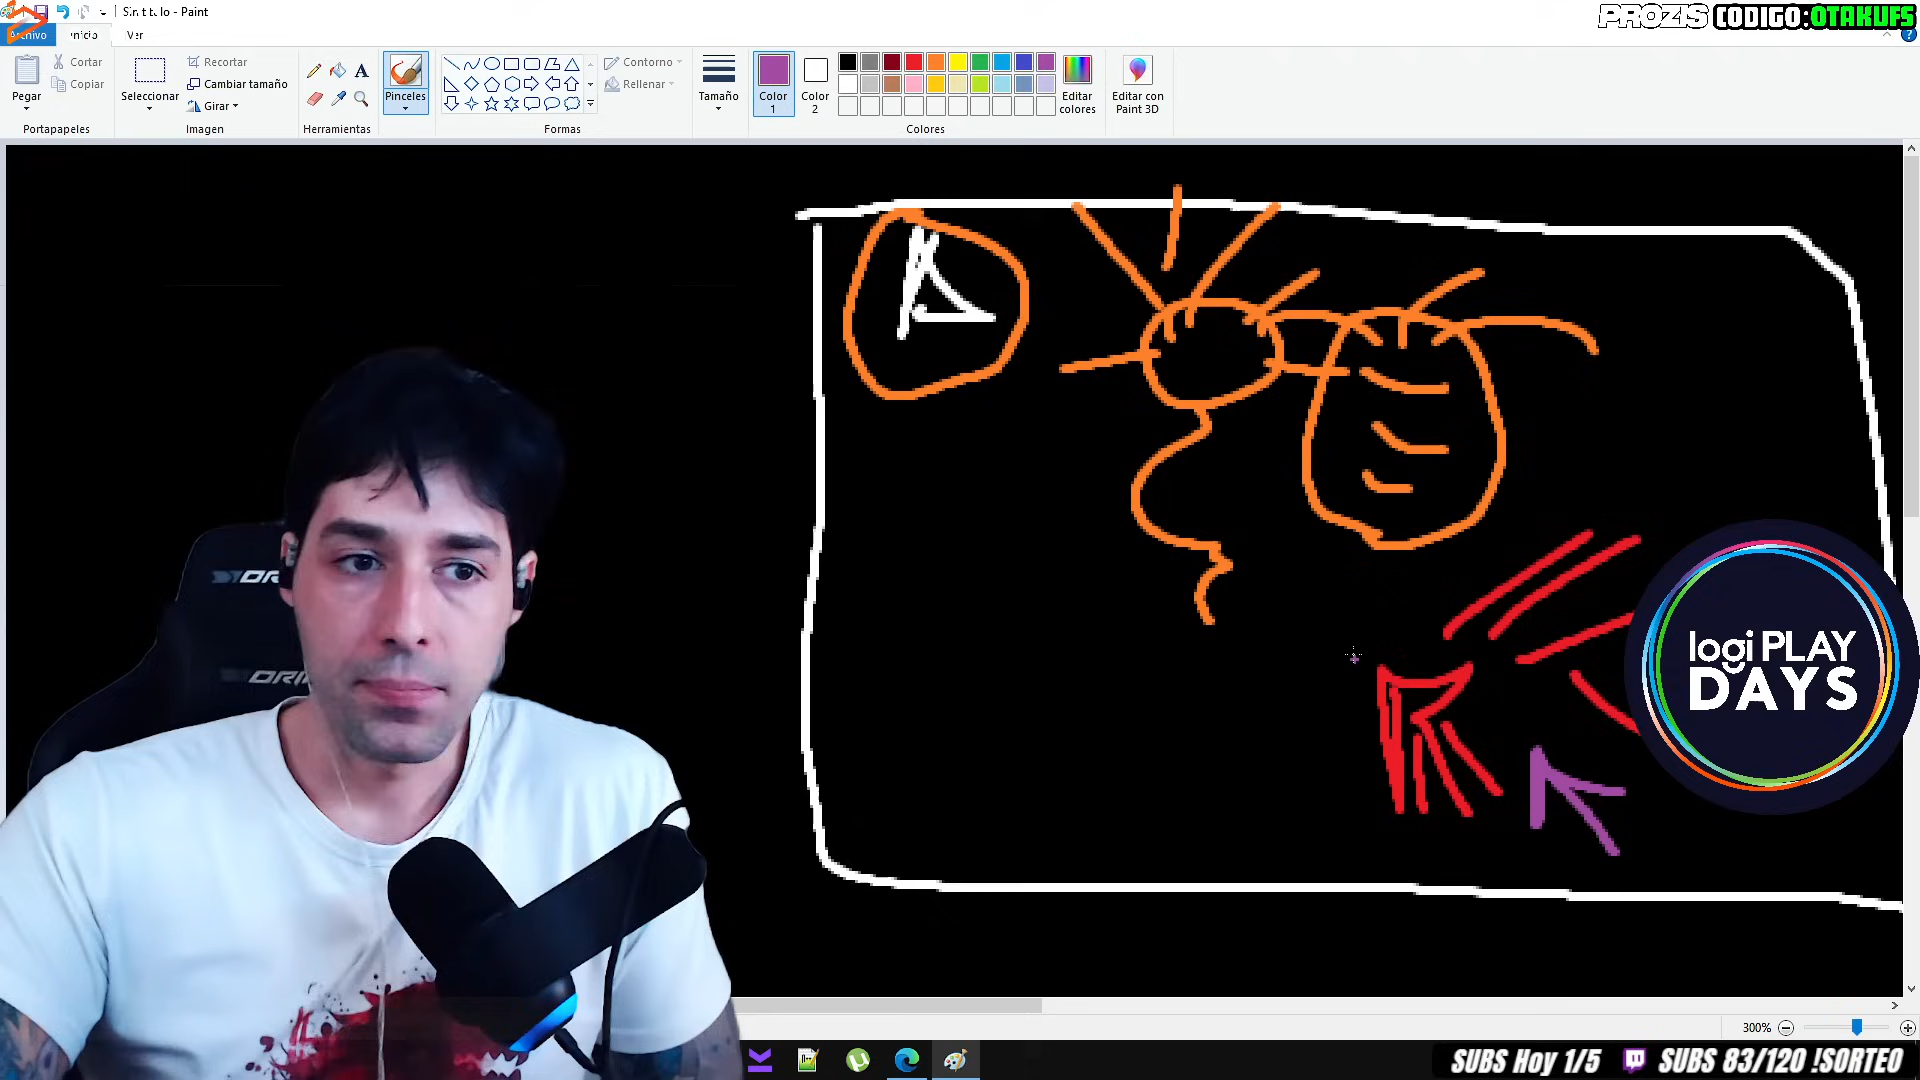 Sin título - Paint
PROZIS CODIGO:OTAKUFS
Archivo Inicio Ver
Pegar
Cortar
Copiar
Portapapeles
Seleccionar
Recortar
Cambiar tamaño
Girar
Imagen
A
Herramientas
Pinceles
Formas
Contorno
Rellenar
Tamaño
Color
1
Color
2
Colores
Editar
colores
Editar con
Paint 3D
logi PLAY
DAYS
300%
SUBS Hoy 1/5 SUBS 83/120 !SORTEO